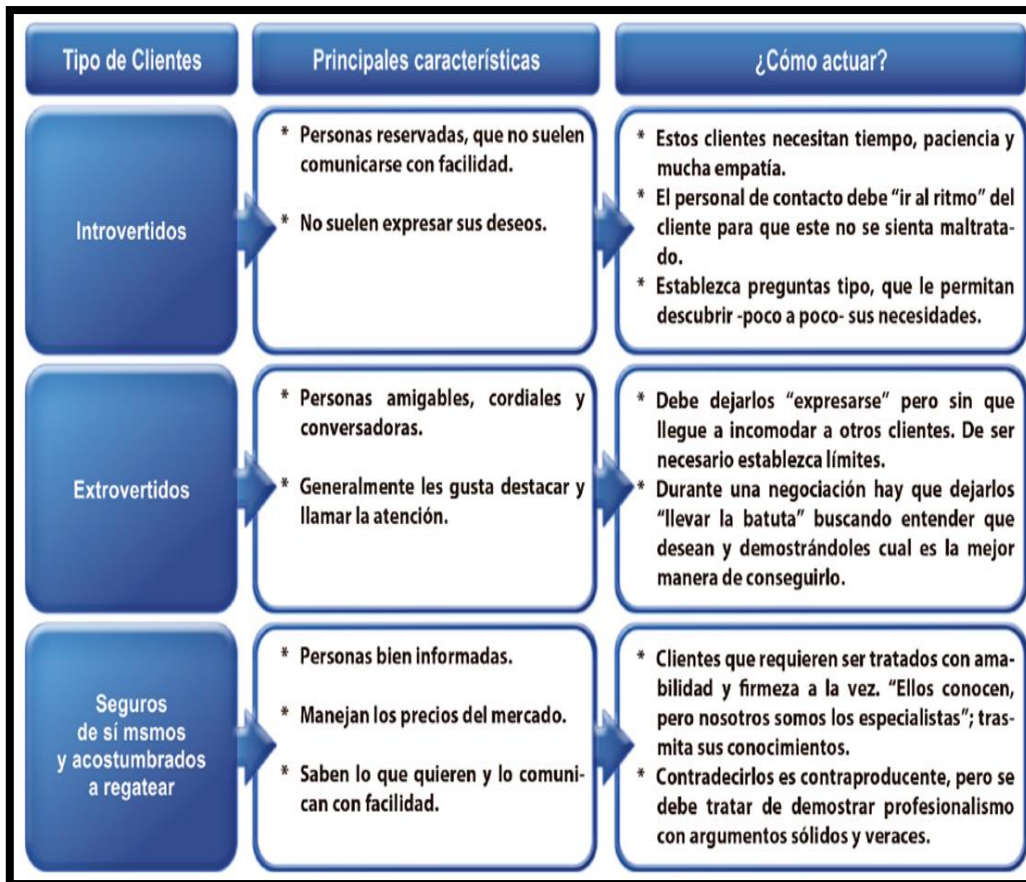 Tipo de Clientes
Principales características
¿Cómo actuar?
Introvertidos
* Personas reservadas, que no suelen
comunicarse con facilidad.
* No suelen expresar sus deseos.
* Estos clientes necesitan tiempo, paciencia y
mucha empatía.
* El personal de contacto debe “ir al ritmo” del
cliente para que este no se sienta maltrata-
do.
* Establezca preguntas tipo, que le permitan
descubrir -poco a poco- sus necesidades.
Extrovertidos
* Personas amigables, cordiales y
conversadoras.
* Generalmente les gusta destacar y
llamar la atención.
* Debe dejarlos “expresarse” pero sin que
llegue a incomodar a otros clientes. De ser
necesario establezca límites.
* Durante una negociación hay que dejarlos
“llevar la batuta” buscando entender que
desean y demostrándoles cual es la mejor
manera de conseguirlo.
Seguros
de sí msmos
y acostumbrados
a regatear
* Personas bien informadas.
* Manejan los precios del mercado.
* Saben lo que quieren y lo comuni-
can con facilidad.
* Clientes que requieren ser tratados con ama-
bilidad y firmeza a la vez. “Ellos conocen,
pero nosotros somos los especialistas”; tras-
mita sus conocimientos.
* Contradecirlos es contraproducente, pero se
debe tratar de demostrar profesionalismo
con argumentos sólidos y veraces.